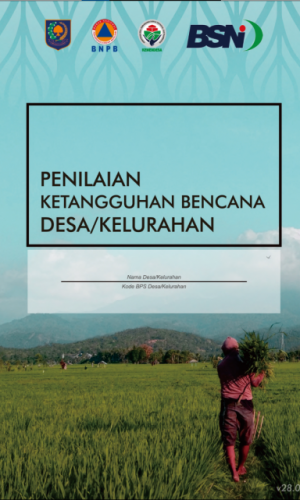 BNPB
BSN
PENILAIAN
KETANGGUHAN BENCANA
DESA/KELURAHAN
Nama Desa/Kelurahan
Kode BPS Desa/Kelurahan